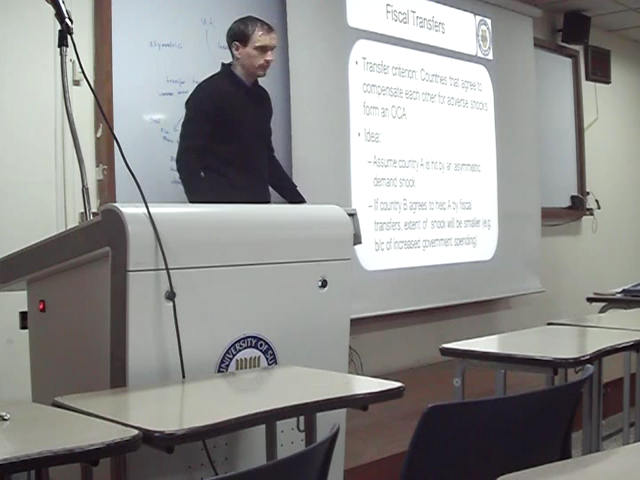 Fiscal Transfers
• Transfer criterion: Countries that agree to
compensate each other for adverse shocks
form an OCA
• Idea:
– Assume country A is hit by an asymmetric
demand shock
– If country B agrees to help A by fiscal
transfers, extent of shock will be smaller (e.g.
b/c of increased government spending)
asymmetric
UNIVERSITY OF